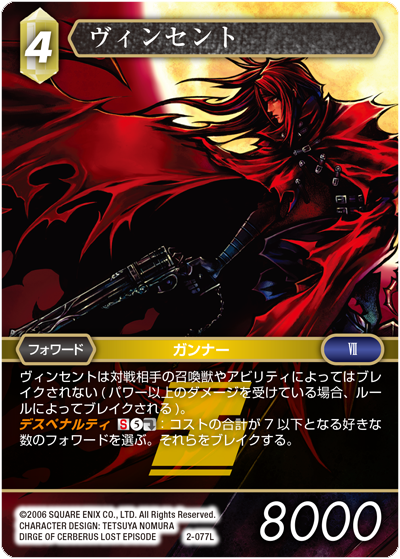 4
ヴィンセント
フォワード
ガンナー
VII
ヴィンセントは対戦相手の召喚獣やアビリティによってはブレ
イクされない(パワー以上のダメージを受けている場合、ルー
ルによってブレイクされる)。
デスペナルティ S5:コストの合計が7以下となる好きな
数のフォワードを選ぶ。それらをブレイクする。
©2006 SQUARE ENIX CO., LTD. All Rights Reserved.
CHARACTER DESIGN: TETSUYA NOMURA
DIRGE OF CERBERUS LOST EPISODE
2-077L
8000